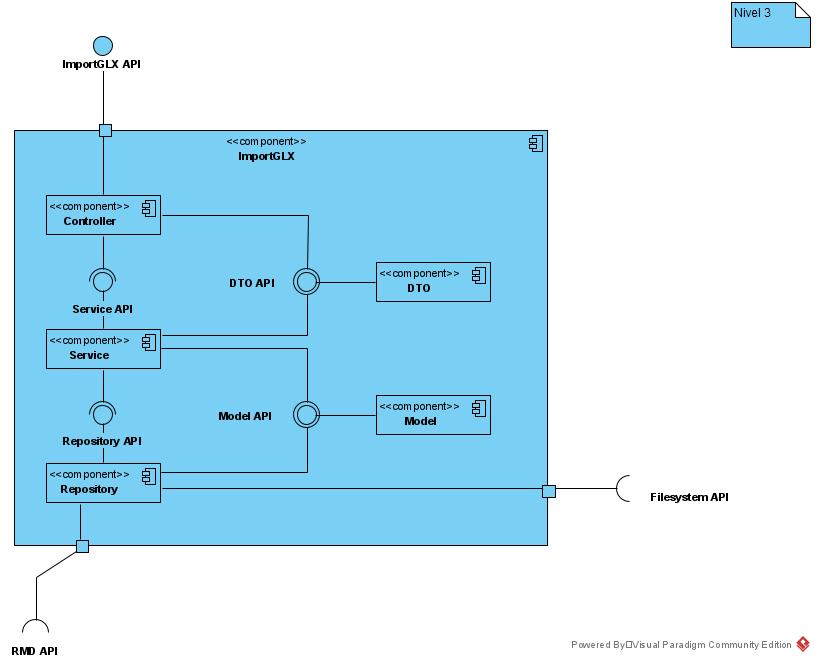 Nivel 3
ImportGLX API
<<component>>
ImportGLX
<<component>>
Controller
DTO API
<<component>>
DTO
Service API
<<component>>
Service
Model API
<<component>>
Model
Repository API
<<component>>
Repository
Filesystem API
RMD API
Powered By Visual Paradigm Community Edition